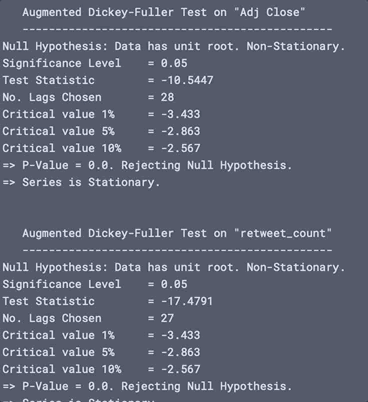 Augmented Dickey-Fuller Test on "Adj Close"
-----------------------------------------------
Null Hypothesis: Data has unit root. Non-Stationary.
Significance Level    = 0.05
Test Statistic        = -10.5447
No. Lags Chosen       = 28
Critical value 1%     = -3.433
Critical value 5%     = -2.863
Critical value 10%    = -2.567
=> P-Value = 0.0. Rejecting Null Hypothesis.
=> Series is Stationary.
Augmented Dickey-Fuller Test on "retweet_count"
-----------------------------------------------
Null Hypothesis: Data has unit root. Non-Stationary.
Significance Level    = 0.05
Test Statistic        = -17.4791
No. Lags Chosen       = 27
Critical value 1%     = -3.433
Critical value 5%     = -2.863
Critical value 10%    = -2.567
=> P-Value = 0.0. Rejecting Null Hypothesis.
=> Series is Stationary